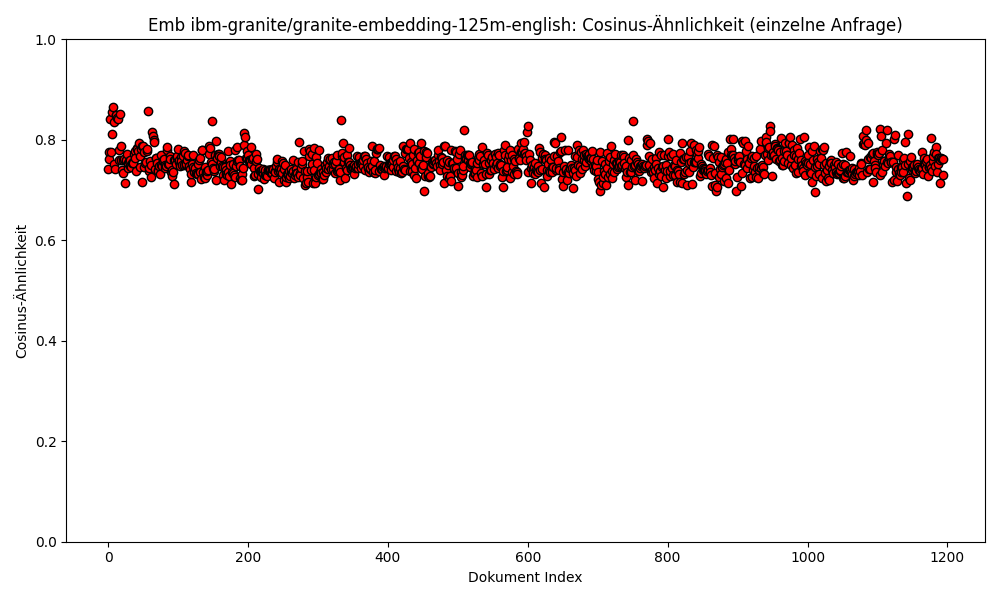 Emb ibm-granite/granite-embedding-125m-english: Cosinus-Ähnlichkeit (einzelne Anfrage)
1.0
0.8
0.6
0.4
0.2
0.0
Cosinus-Ähnlichkeit
0 200 400 600 800 1000 1200
Dokument Index